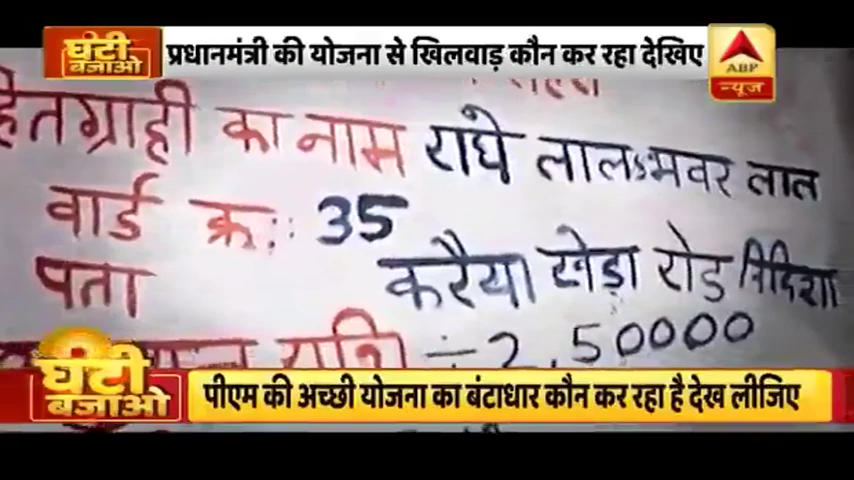 घंटी बजाओ
प्रधानमंत्री की योजना से खिलवाड़ कौन कर रहा देखिए
ABP
न्यूज़
हितग्राही का नाम राधे लाल भवर लाल
वार्ड क्र: 35
पता करैया खेड़ा रोड विदिशा
राशि ÷ 2,50000
घंटी
बजाओ
पीएम की अच्छी योजना का बंटाधार कौन कर रहा है देख लीजिए